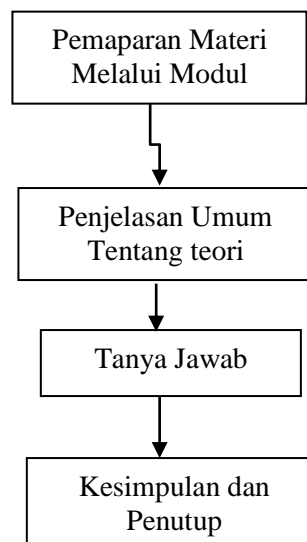 Pemaparan Materi
Melalui Modul
Penjelasan Umum
Tentang teori
Tanya Jawab
Kesimpulan dan
Penutup